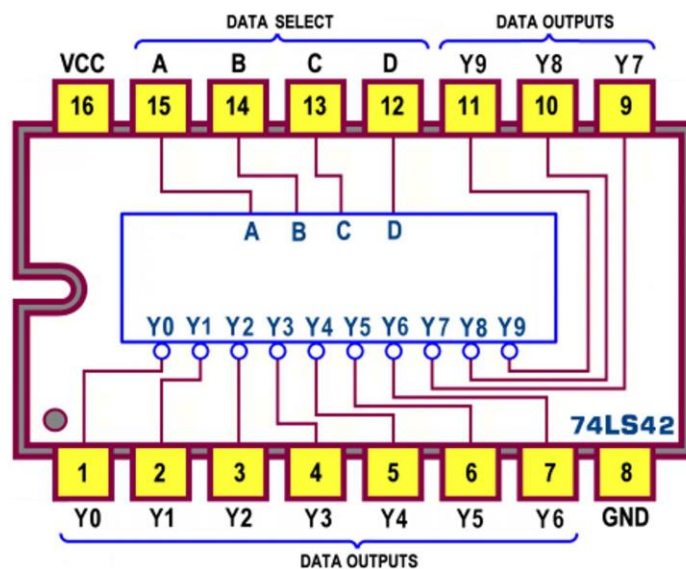 DATA SELECT DATA OUTPUTS
VCC A B C D Y9 Y8 Y7
16 15 14 13 12 11 10 9
A B C D
Y0 Y1 Y2 Y3 Y4 Y5 Y6 Y7 Y8 Y9
74LS42
1 2 3 4 5 6 7 8
Y0 Y1 Y2 Y3 Y4 Y5 Y6 GND
DATA OUTPUTS